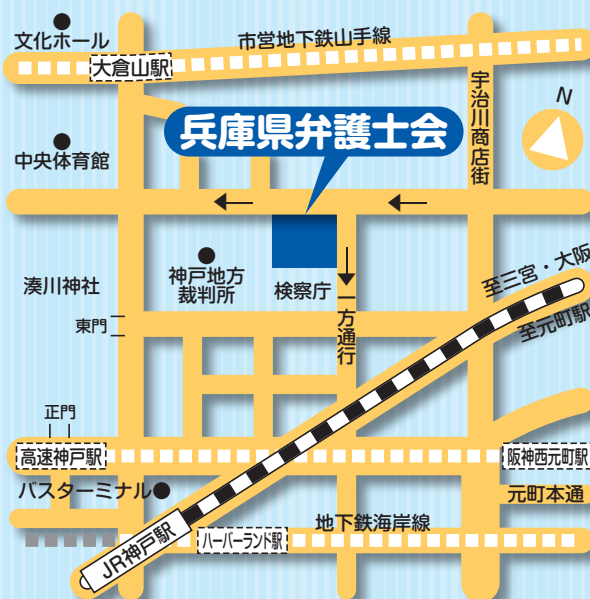 文化ホール
市営地下鉄山手線
大倉山駅
宇治川商店街
N
兵庫県弁護士会
中央体育館
神戸地方
裁判所
検察庁
湊川神社
至三宮・大阪
至元町駅
東門
一方通行
正門
高速神戸駅
阪神西元町駅
バスターミナル
元町本通
地下鉄海岸線
ハーバーランド駅
JR神戸駅